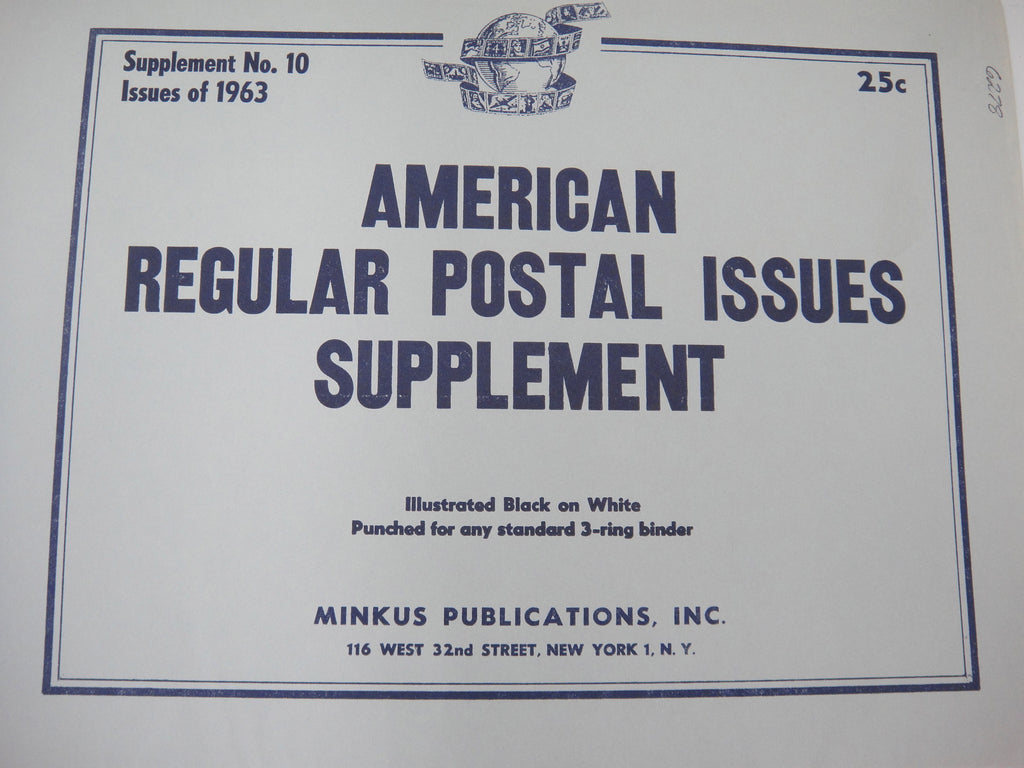 Supplement No. 10
Issues of 1963
25c
AMERICAN
REGULAR POSTAL ISSUES
SUPPLEMENT
Illustrated Black on White
Punched for any standard 3-ring binder
MINKUS PUBLICATIONS, INC.
116 WEST 32nd STREET, NEW YORK 1, N. Y.